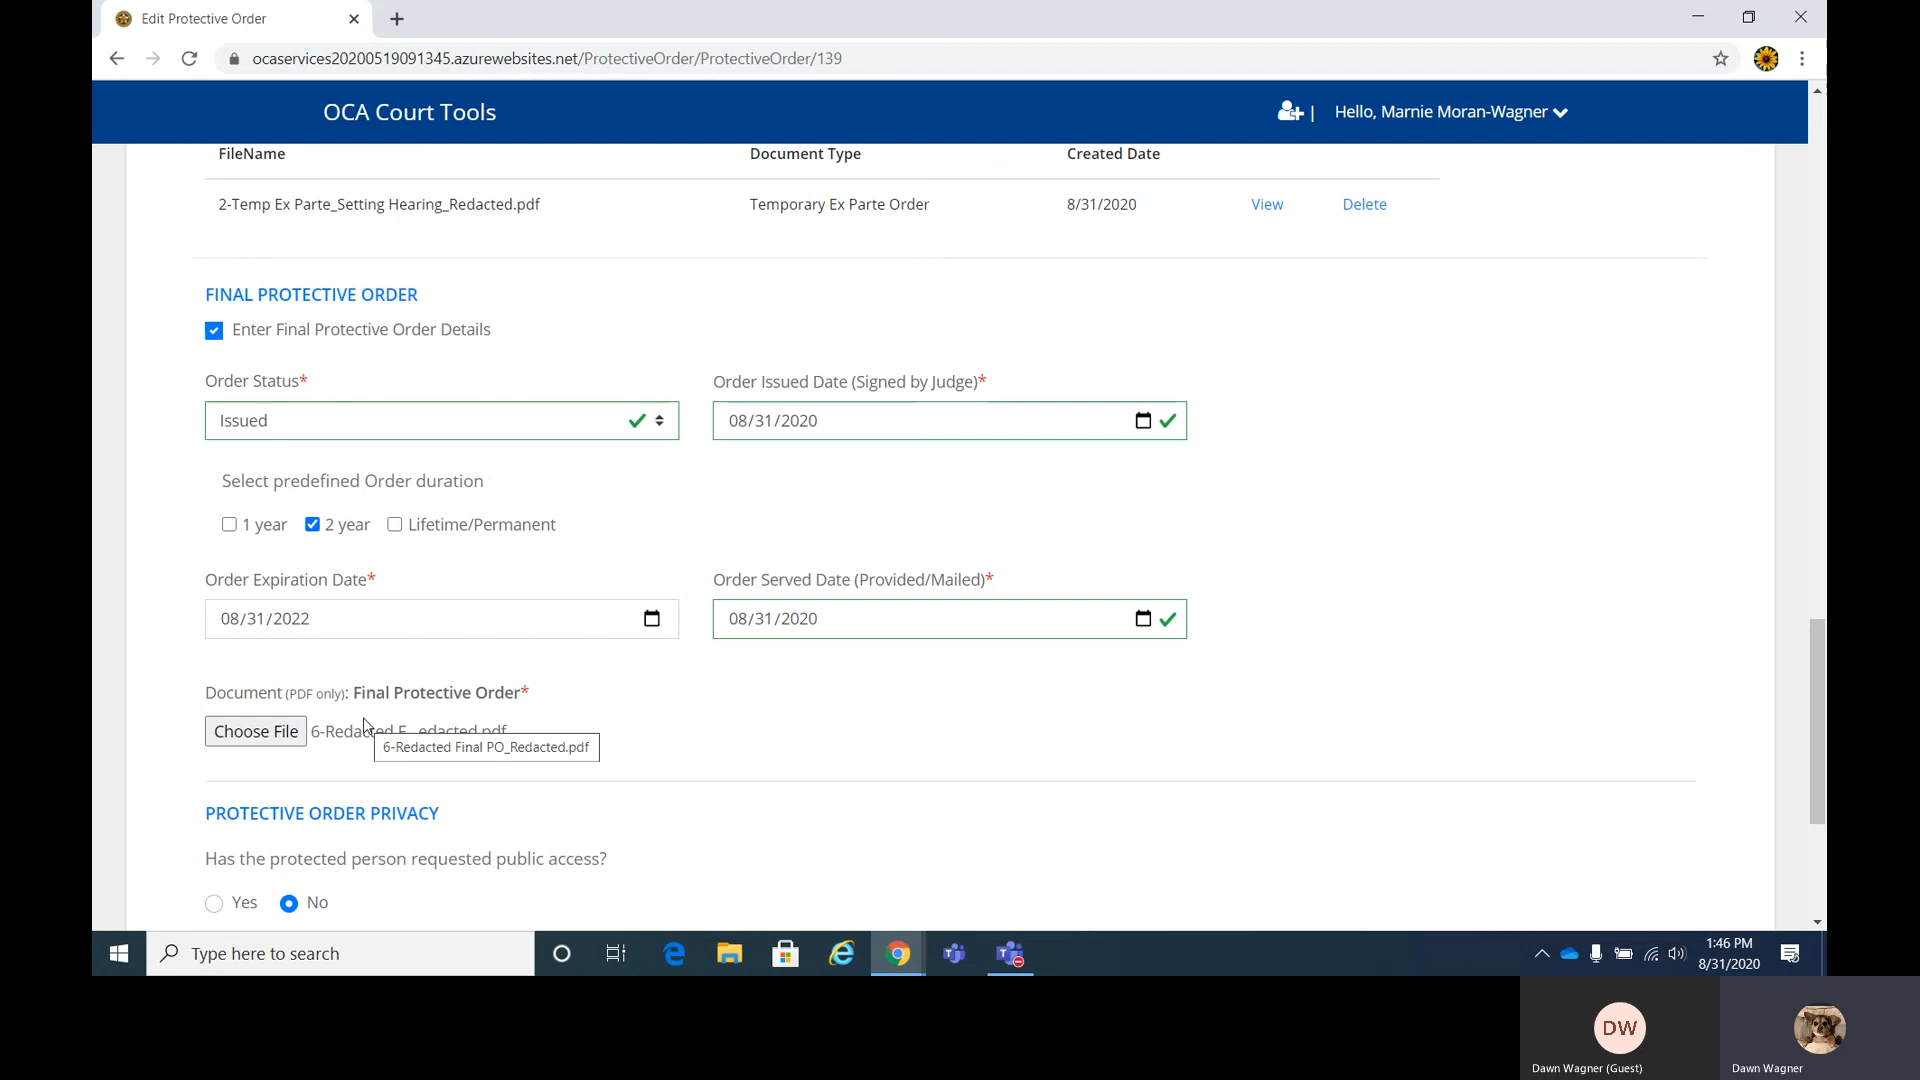 Edit Protective Order
ocaservices20200519091345.azurewebsites.net/ProtectiveOrder/ProtectiveOrder/139
OCA Court Tools
| Hello, Marnie Moran-Wagner
FileName Document Type Created Date
2-Temp Ex Parte_Setting Hearing_Redacted.pdf Temporary Ex Parte Order 8/31/2020 View Delete
FINAL PROTECTIVE ORDER
Enter Final Protective Order Details
Order Status* Order Issued Date (Signed by Judge)*
Issued 08/31/2020
Select predefined Order duration
1 year 2 year Lifetime/Permanent
Order Expiration Date* Order Served Date (Provided/Mailed)*
08/31/2022 08/31/2020
Document (PDF only): Final Protective Order*
Choose File 6-Redacted F...edacted.pdf
6-Redacted Final PO_Redacted.pdf
PROTECTIVE ORDER PRIVACY
Has the protected person requested public access?
Yes No
Type here to search
1:46 PM
8/31/2020
DW
Dawn Wagner (Guest) Dawn Wagner